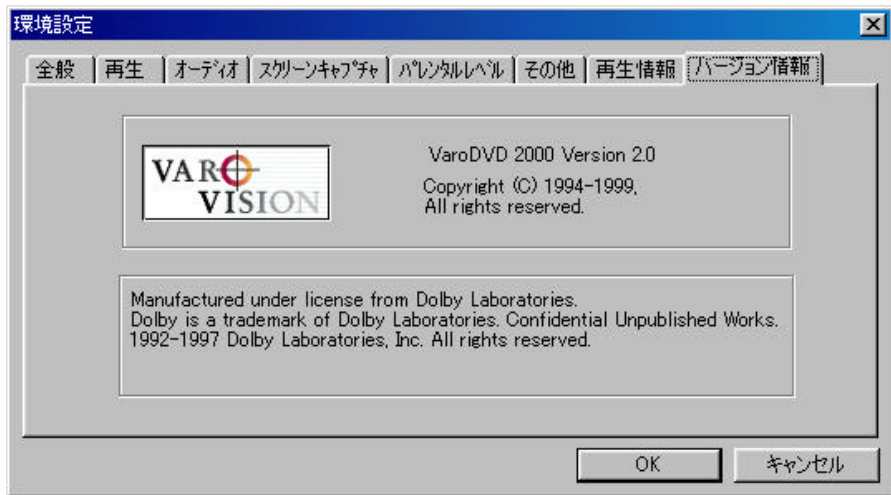 環境設定
全般
再生
オーディオ
スクリーンキャプチャ
パレンタルレベル
その他
再生情報
バージョン情報
VARO
VISION
VaroDVD 2000 Version 2.0
Copyright (C) 1994-1999,
All rights reserved.
Manufactured under license from Dolby Laboratories.
Dolby is a trademark of Dolby Laboratories. Confidential Unpublished Works.
1992-1997 Dolby Laboratories, Inc. All rights reserved.
OK
キャンセル